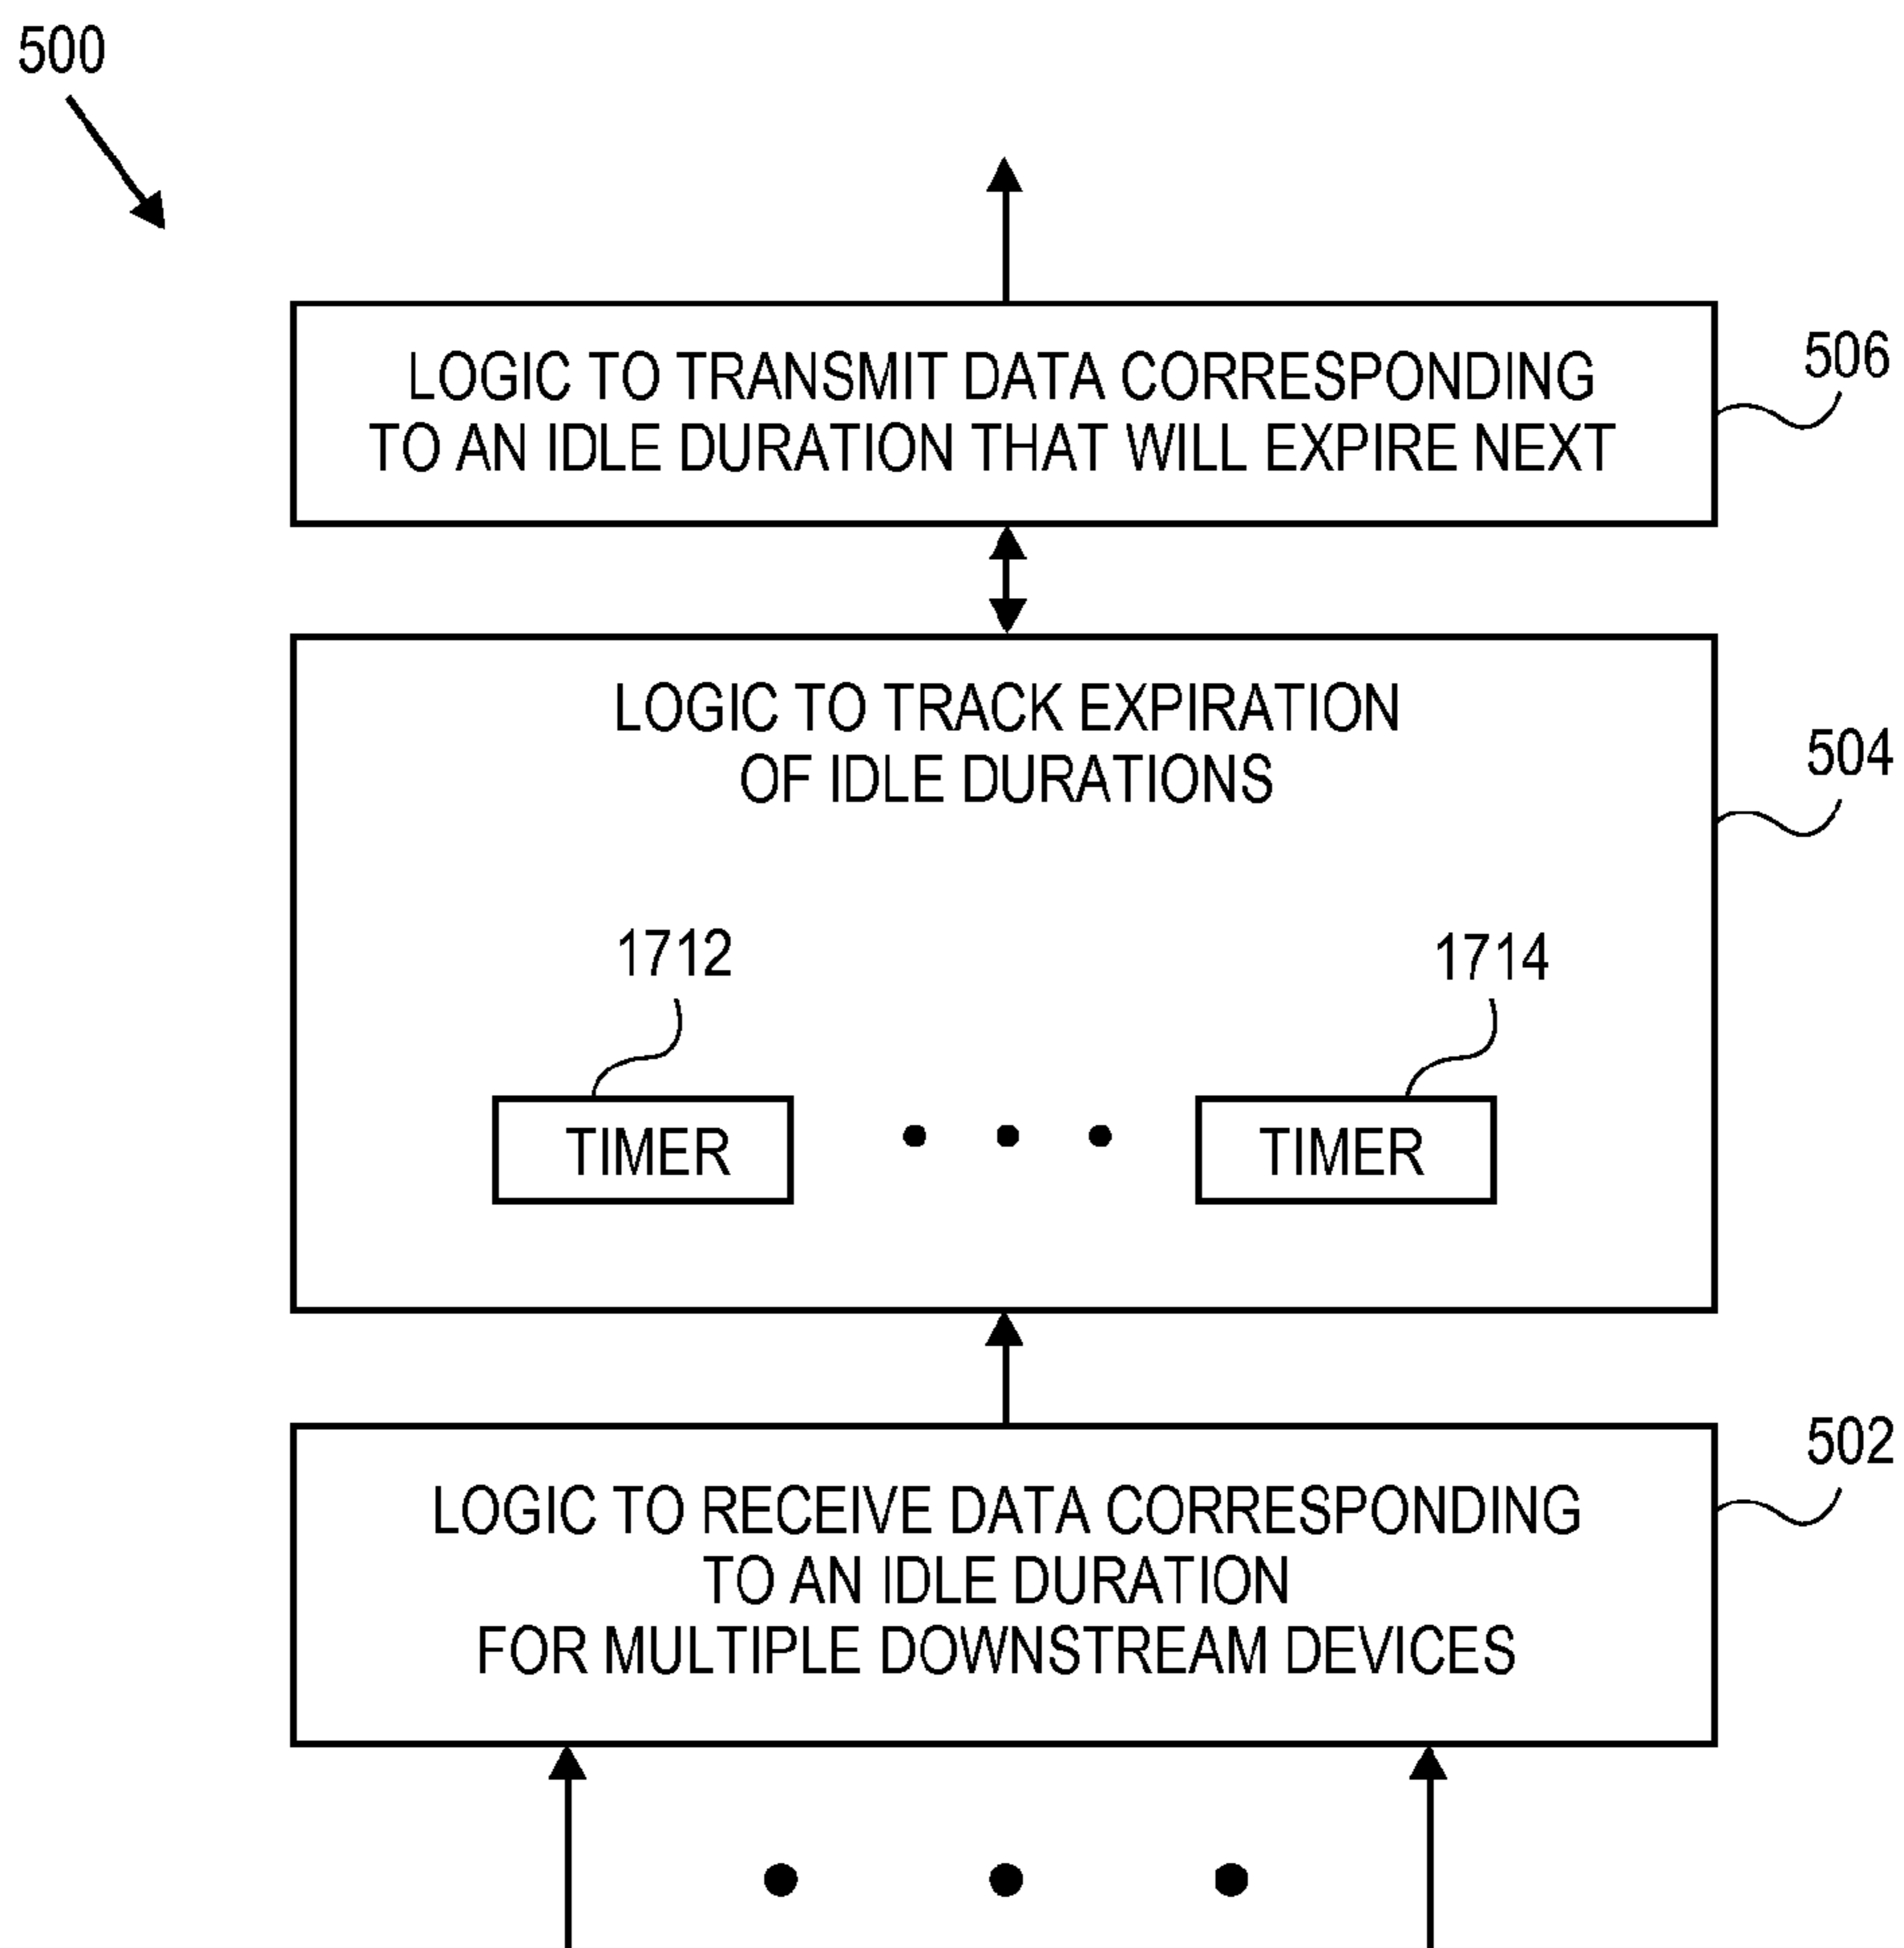 500
LOGIC TO TRANSMIT DATA CORRESPONDING
TO AN IDLE DURATION THAT WILL EXPIRE NEXT
506
LOGIC TO TRACK EXPIRATION
OF IDLE DURATIONS
504
1712
1714
TIMER
TIMER
502
LOGIC TO RECEIVE DATA CORRESPONDING
TO AN IDLE DURATION
FOR MULTIPLE DOWNSTREAM DEVICES